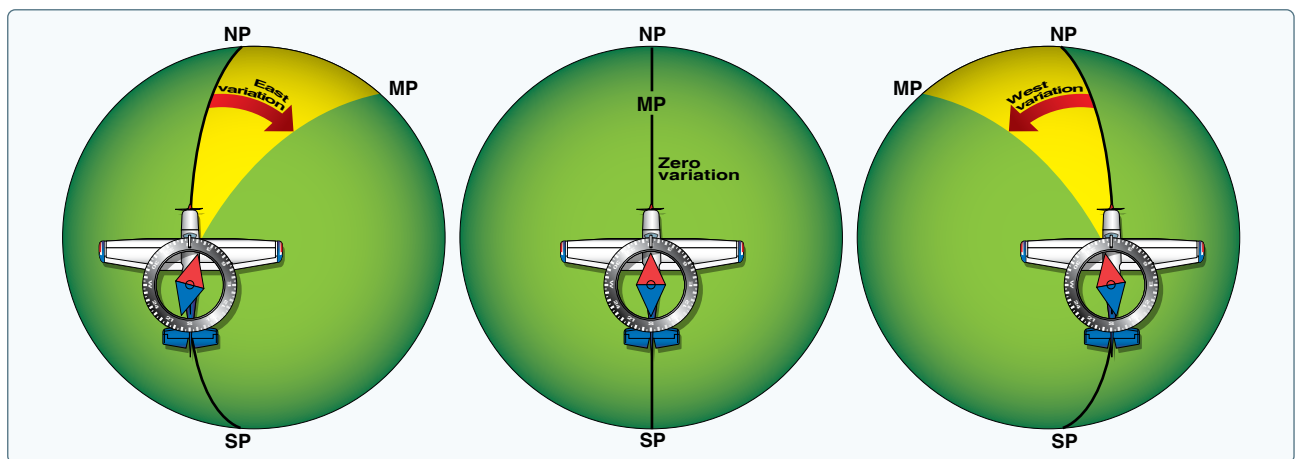 NP
East
variation
MP
SP
NP
MP
Zero
variation
SP
NP
MP
West
variation
SP